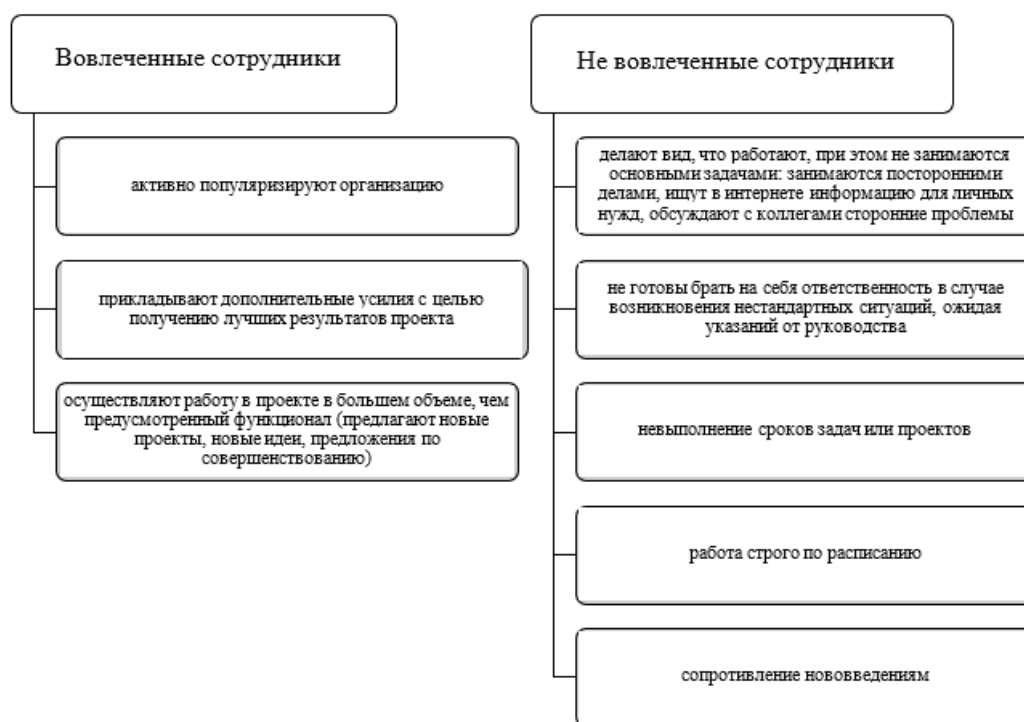 Вовлеченные сотрудники
активно популяризируют организацию
прикладывают дополнительные усилия с целью
получению лучших результатов проекта
осуществляют работу в проекте в большем объеме, чем
предусмотренный функционал (предлагают новые
проекты, новые идеи, предложения по
совершенствованию)
Не вовлеченные сотрудники
делают вид, что работают, при этом не занимаются
основными задачами: занимаются посторонними
делами, ищут в интернете информацию для личных
нужд, обсуждают с коллегами сторонние проблемы
не готовы брать на себя ответственность в случае
возникновения нестандартных ситуаций, ожидая
указаний от руководства
невыполнение сроков задач или проектов
работа строго по расписанию
сопротивление нововведениям